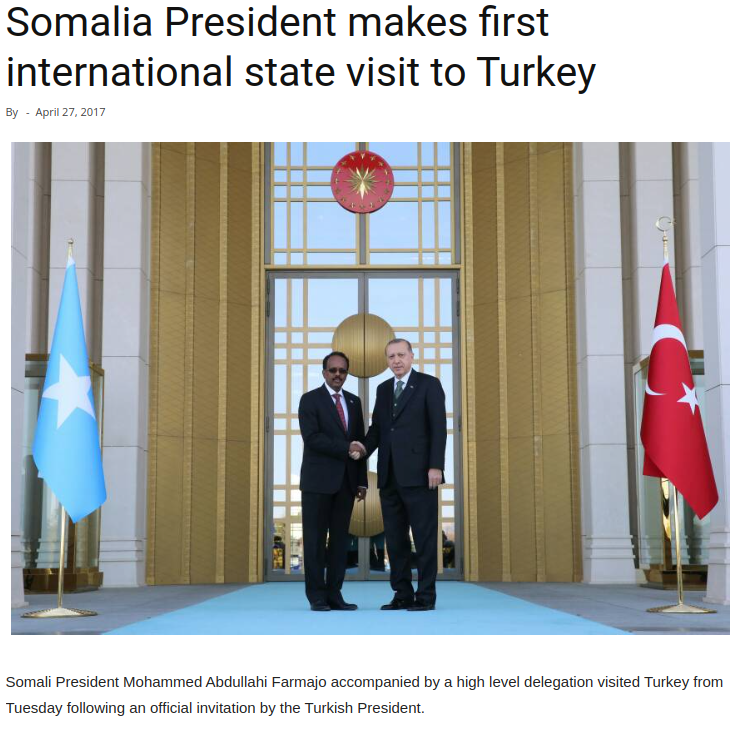 Somalia President makes first
international state visit to Turkey
By - April 27, 2017
Somali President Mohammed Abdullahi Farmajo accompanied by a high level delegation visited Turkey from
Tuesday following an official invitation by the Turkish President.